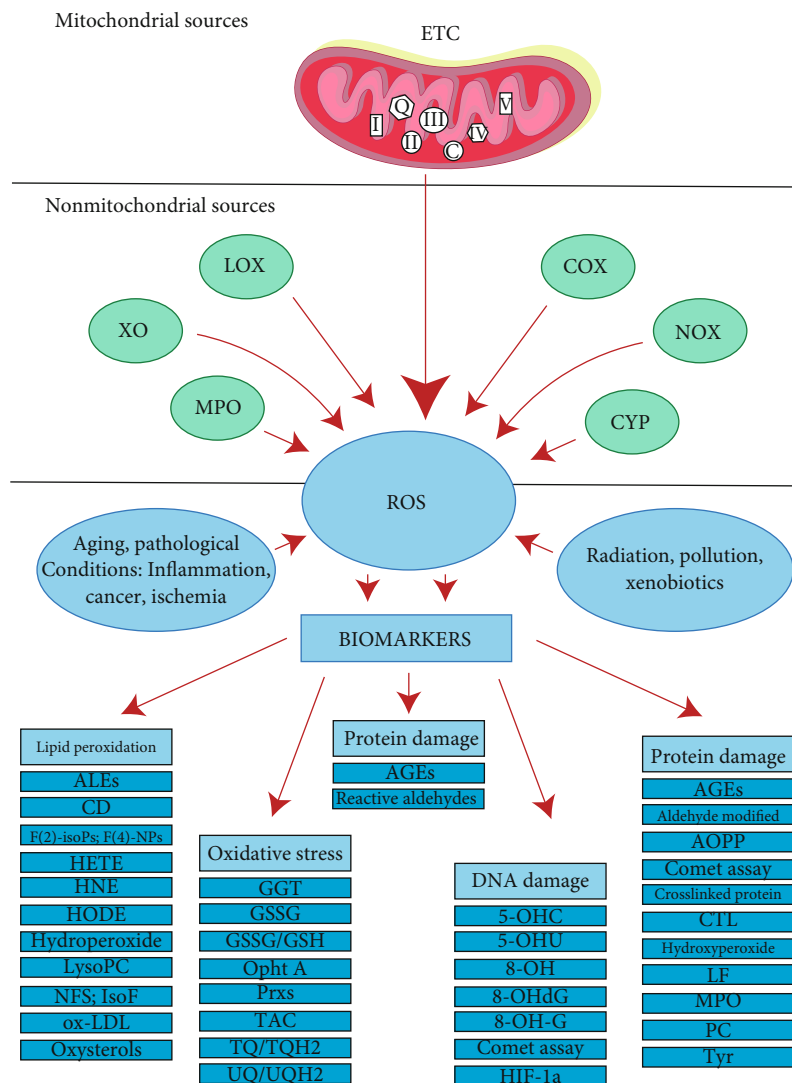 Mitochondrial sources
ETC
I
Q
II
III
C
IV
V
Nonmitochondrial sources
LOX
COX
XO
NOX
MPO
CYP
ROS
Aging, pathological
Conditions: Inflammation,
cancer, ischemia
Radiation, pollution,
xenobiotics
BIOMARKERS
Lipid peroxidation
ALEs
CD
F(2)-isoPs; F(4)-NPs
HETE
HNE
HODE
Hydroperoxide
LysoPC
NFS; IsoF
ox-LDL
Oxysterols
Oxidative stress
GGT
GSSG
GSSG/GSH
Opht A
Prxs
TAC
TQ/TQH2
UQ/UQH2
Protein damage
AGEs
Reactive aldehydes
DNA damage
5-OHC
5-OHU
8-OH
8-OHdG
8-OH-G
Comet assay
HIF-1a
Protein damage
AGEs
Aldehyde modified
AOPP
Comet assay
Crosslinked protein
CTL
Hydroxyperoxide
LF
MPO
PC
Tyr